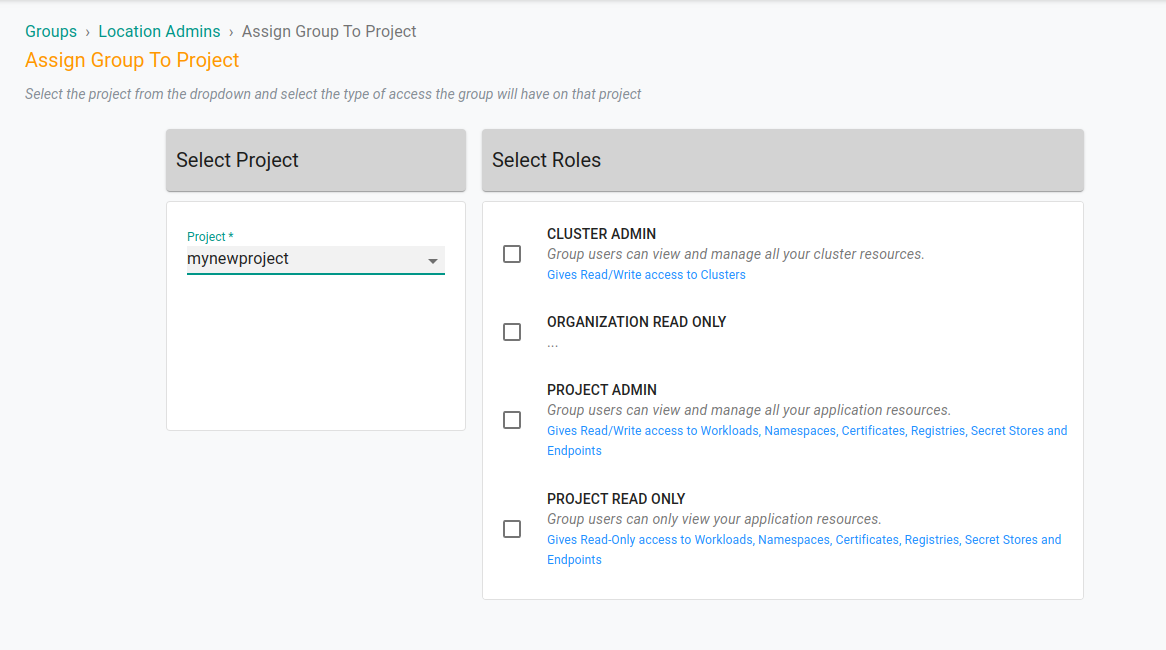 Groups › Location Admins › Assign Group To Project
Assign Group To Project
Select the project from the dropdown and select the type of access the group will have on that project
Select Project
Project *
mynewproject
Select Roles
CLUSTER ADMIN
Group users can view and manage all your cluster resources.
Gives Read/Write access to Clusters
ORGANIZATION READ ONLY
...
PROJECT ADMIN
Group users can view and manage all your application resources.
Gives Read/Write access to Workloads, Namespaces, Certificates, Registries, Secret Stores and
Endpoints
PROJECT READ ONLY
Group users can only view your application resources.
Gives Read-Only access to Workloads, Namespaces, Certificates, Registries, Secret Stores and
Endpoints